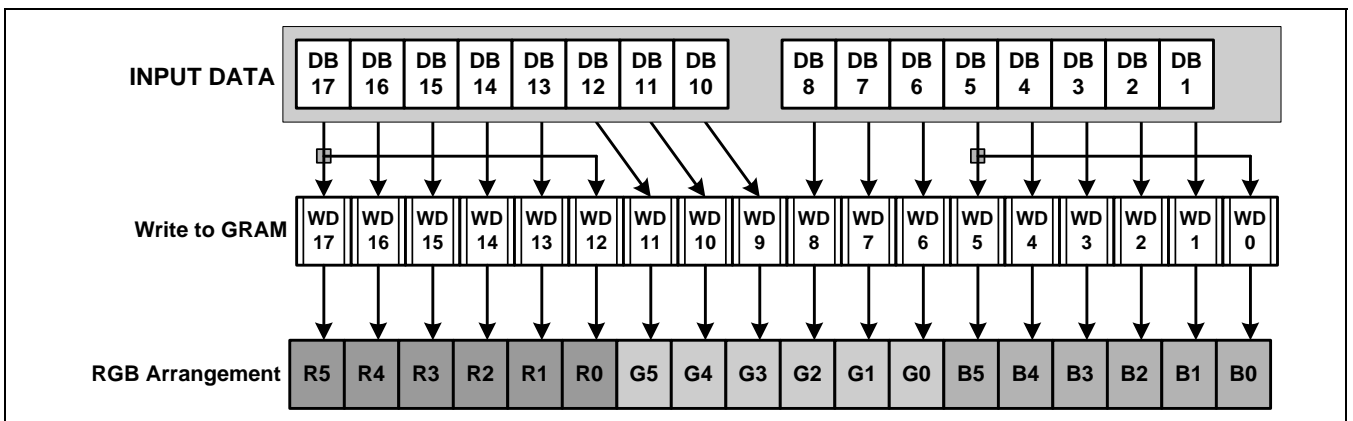 INPUT DATA
DB 17 DB 16 DB 15 DB 14 DB 13 DB 12 DB 11 DB 10 DB 8 DB 7 DB 6 DB 5 DB 4 DB 3 DB 2 DB 1
Write to GRAM
WD 17 WD 16 WD 15 WD 14 WD 13 WD 12 WD 11 WD 10 WD 9 WD 8 WD 7 WD 6 WD 5 WD 4 WD 3 WD 2 WD 1 WD 0
RGB Arrangement
R5 R4 R3 R2 R1 R0 G5 G4 G3 G2 G1 G0 B5 B4 B3 B2 B1 B0